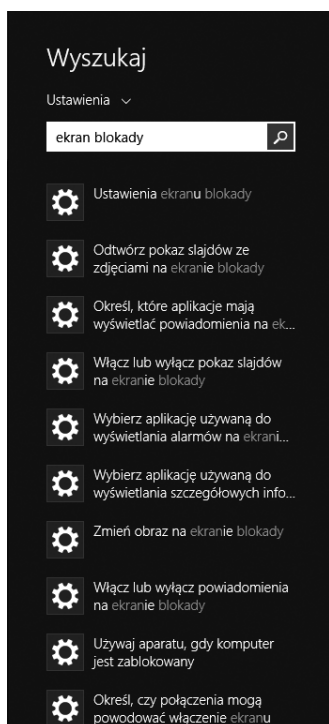 Wyszukaj
Ustawienia
ekran blokady
Ustawienia ekranu blokady
Odtwórz pokaz slajdów ze
zdjęciami na ekranie blokady
Określ, które aplikacje mają
wyświetlać powiadomienia na ek...
Włącz lub wyłącz pokaz slajdów
na ekranie blokady
Wybierz aplikację używaną do
wyświetlania alarmów na ekrani...
Wybierz aplikację używaną do
wyświetlania szczegółowych info...
Zmień obraz na ekranie blokady
Włącz lub wyłącz powiadomienia
na ekranie blokady
Używaj aparatu, gdy komputer
jest zablokowany
Określ, czy połączenia mogą
powodować włączenie ekranu